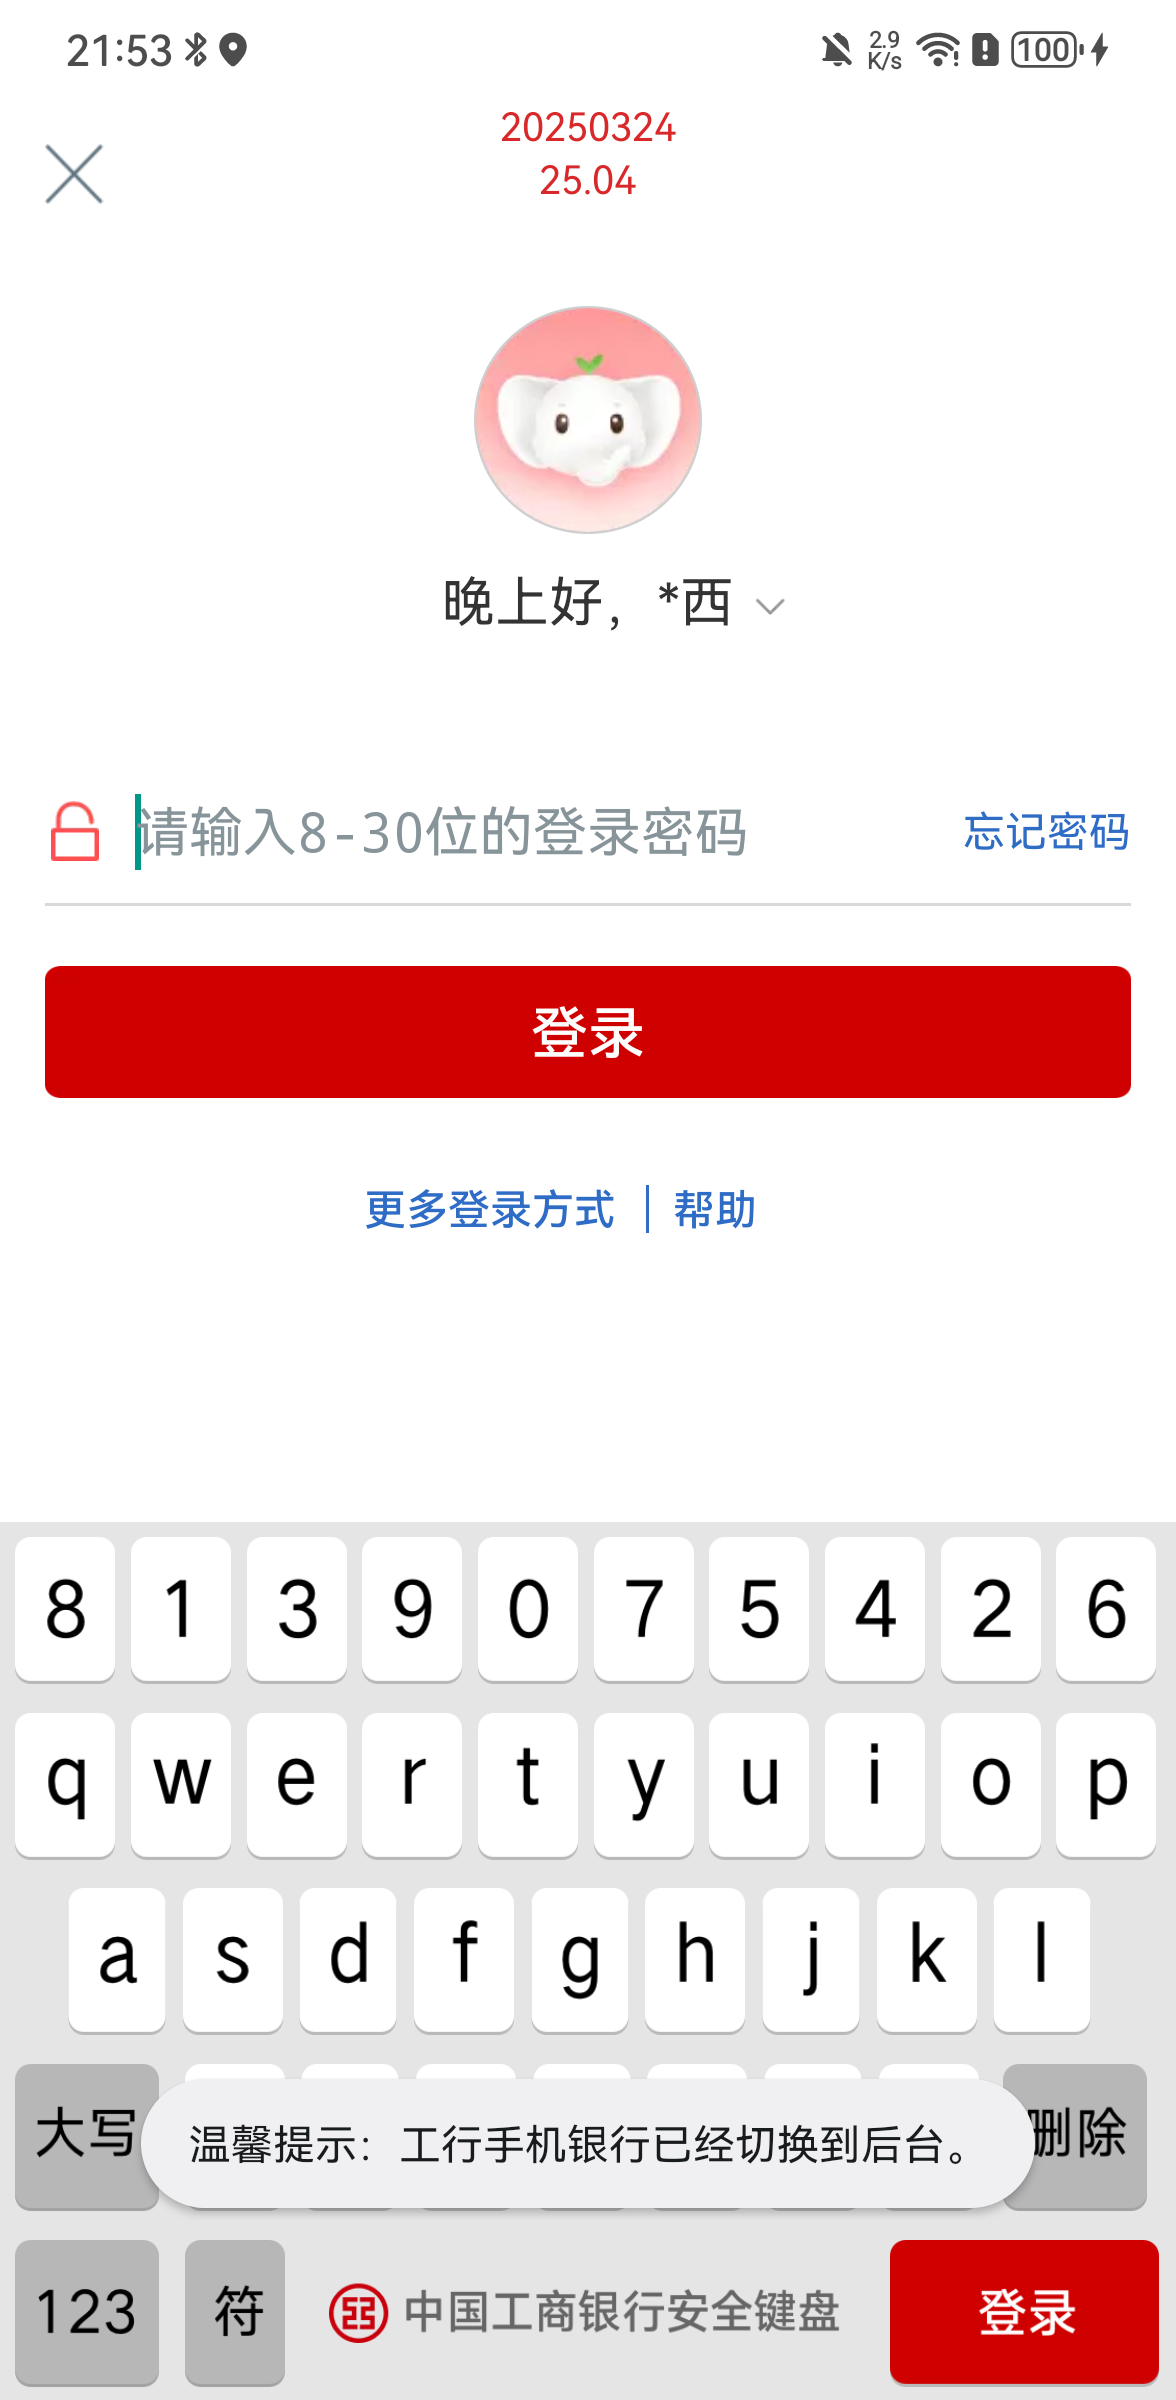 21:53 2.9 K/s 100
20250324
25.04
晚上好，*西
请输入8-30位的登录密码 忘记密码
登录
更多登录方式 帮助
8 1 3 9 0 7 5 4 2 6
q w e r t y u i o p
a s d f g h j k l
大写 删除
温馨提示：工行手机银行已经切换到后台。
123 符 中国工商银行安全键盘 登录